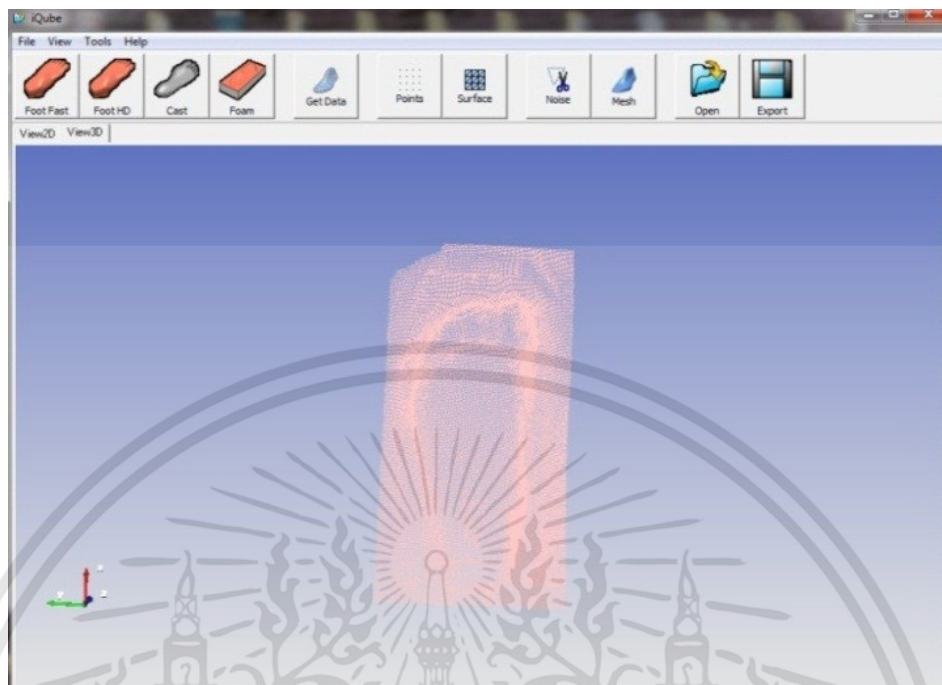 iQube
File View Tools Help
Foot Fast Foot HD Cast Foam Get Data Points Surface Noise Mesh Open Export
View2D View3D